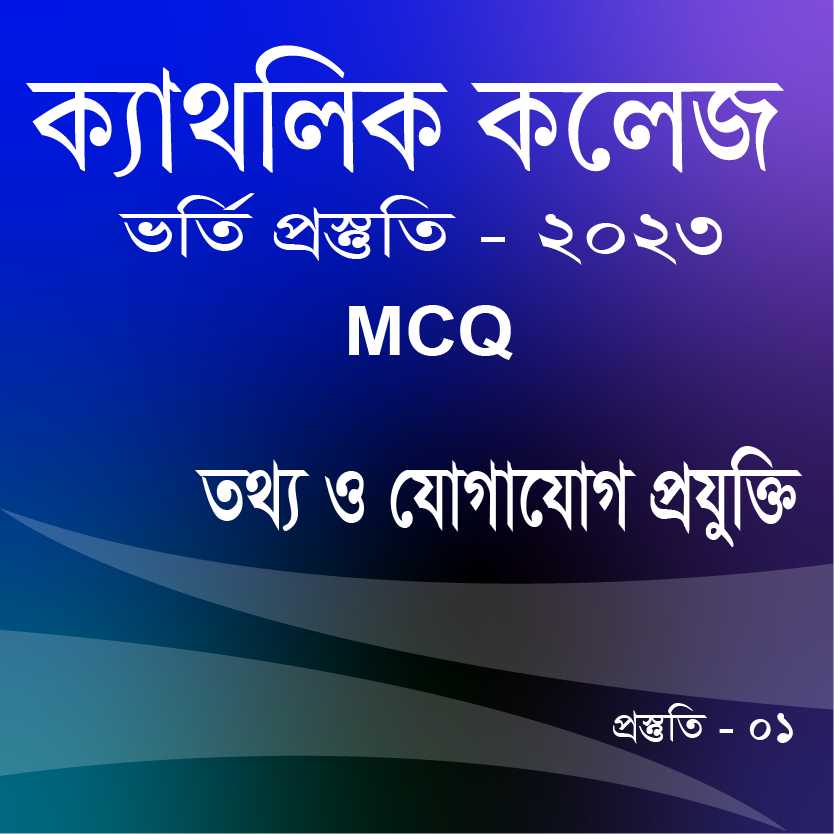 ক্যাথলিক কলেজ
ভর্তি প্রস্তুতি - ২০২৩
MCQ
তথ্য ও যোগাযোগ প্রযুক্তি
প্রস্তুতি - ০১